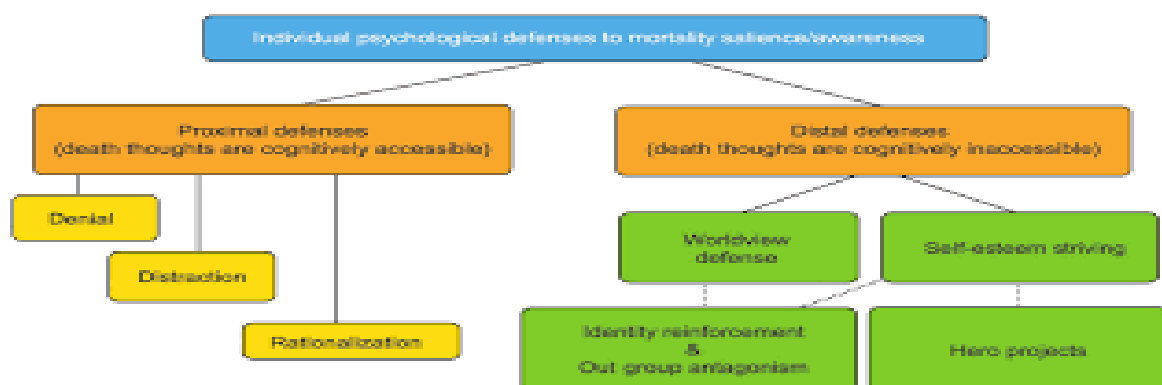 Individual psychological defenses to mortality salience/awareness
Proximal defenses
(death thoughts are cognitively accessible)
Distal defenses
(death thoughts are cognitively inaccessible)
Denial
Distraction
Rationalization
Worldview
defense
Self-esteem striving
Identity reinforcement
&
Out group antagonism
Hero projects